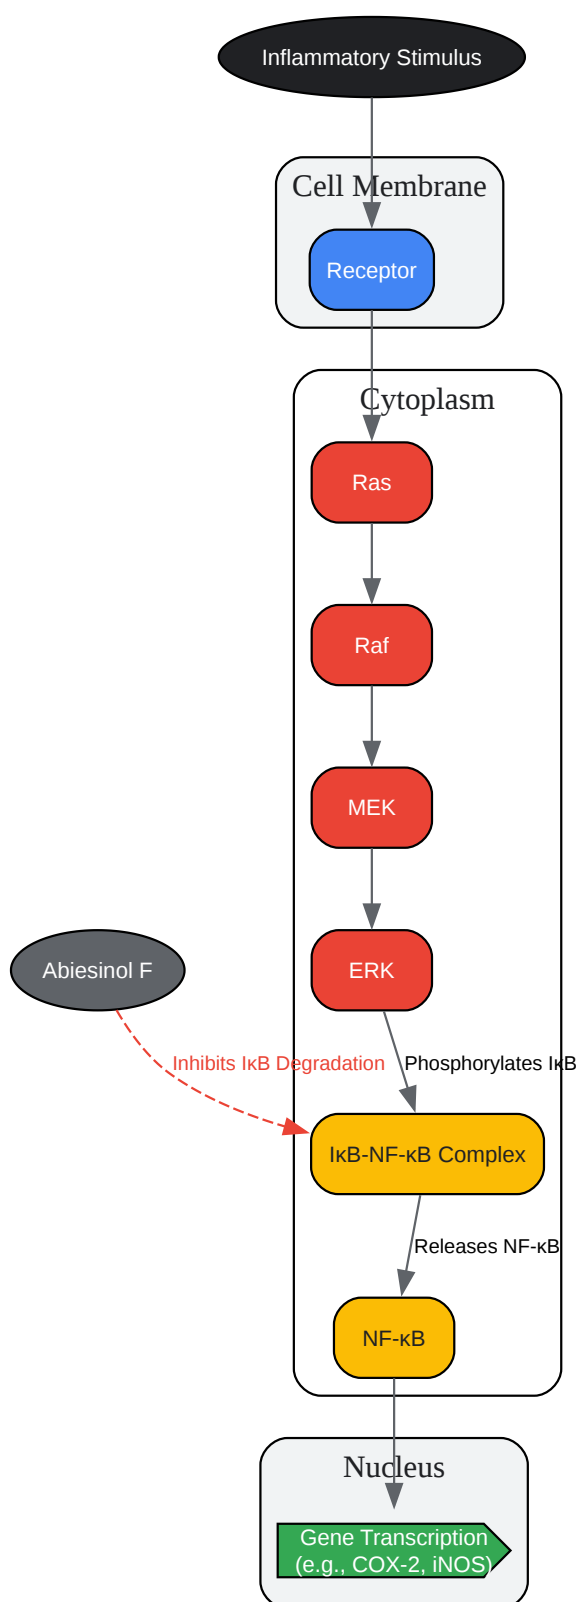 Inflammatory Stimulus
Cell Membrane
Receptor
Cytoplasm
Ras
Raf
MEK
Abiesinol F
ERK
Inhibits IκB Degradation
Phosphorylates IκB
IκB-NF-κB Complex
Releases NF-κB
NF-κB
Nucleus
Gene Transcription
(e.g., COX-2, iNOS)